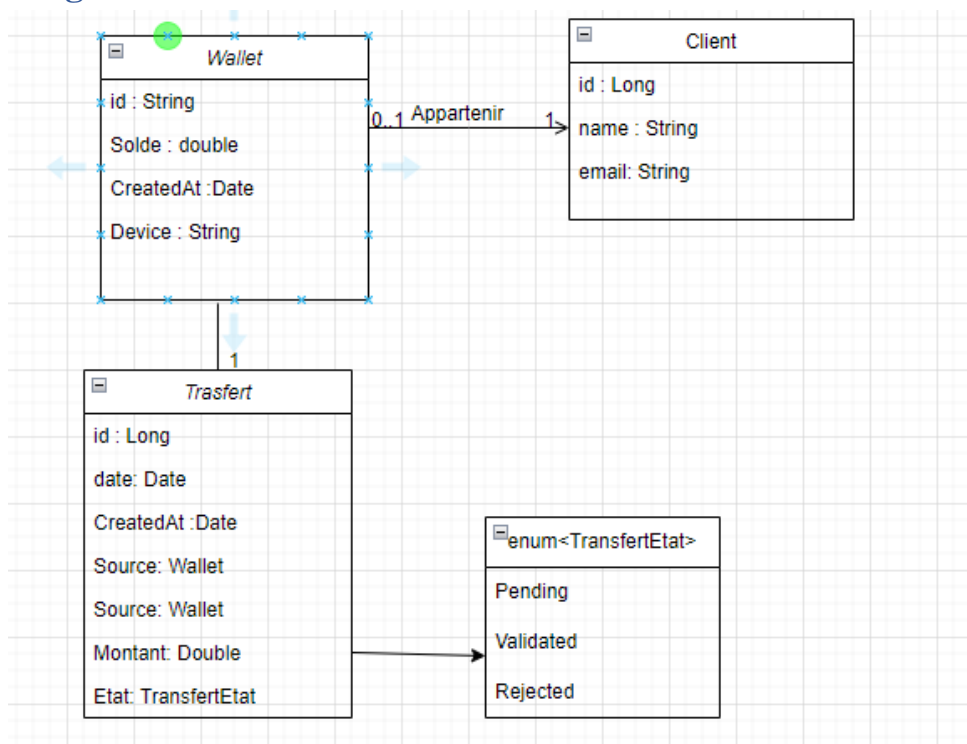 Wallet
id : String
Solde : double
CreatedAt :Date
Device : String
0..1 Appartenir 1
Client
id : Long
name : String
email: String
1
Trasfert
id : Long
date: Date
CreatedAt :Date
Source: Wallet
Source: Wallet
Montant: Double
Etat: TransfertEtat
enum<TransfertEtat>
Pending
Validated
Rejected